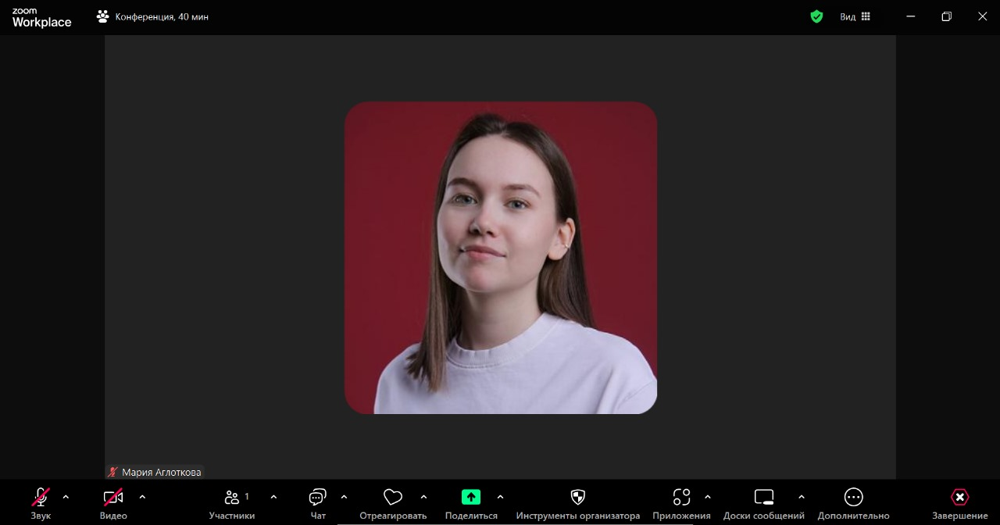 zoom
Workplace
Конференция, 40 мин
Вид
Мария Аглоткова
1
Звук
Видео
Участники
Чат
Отреагировать
Поделиться
Инструменты организатора
Приложения
Доски сообщений
Дополнительно
Завершение